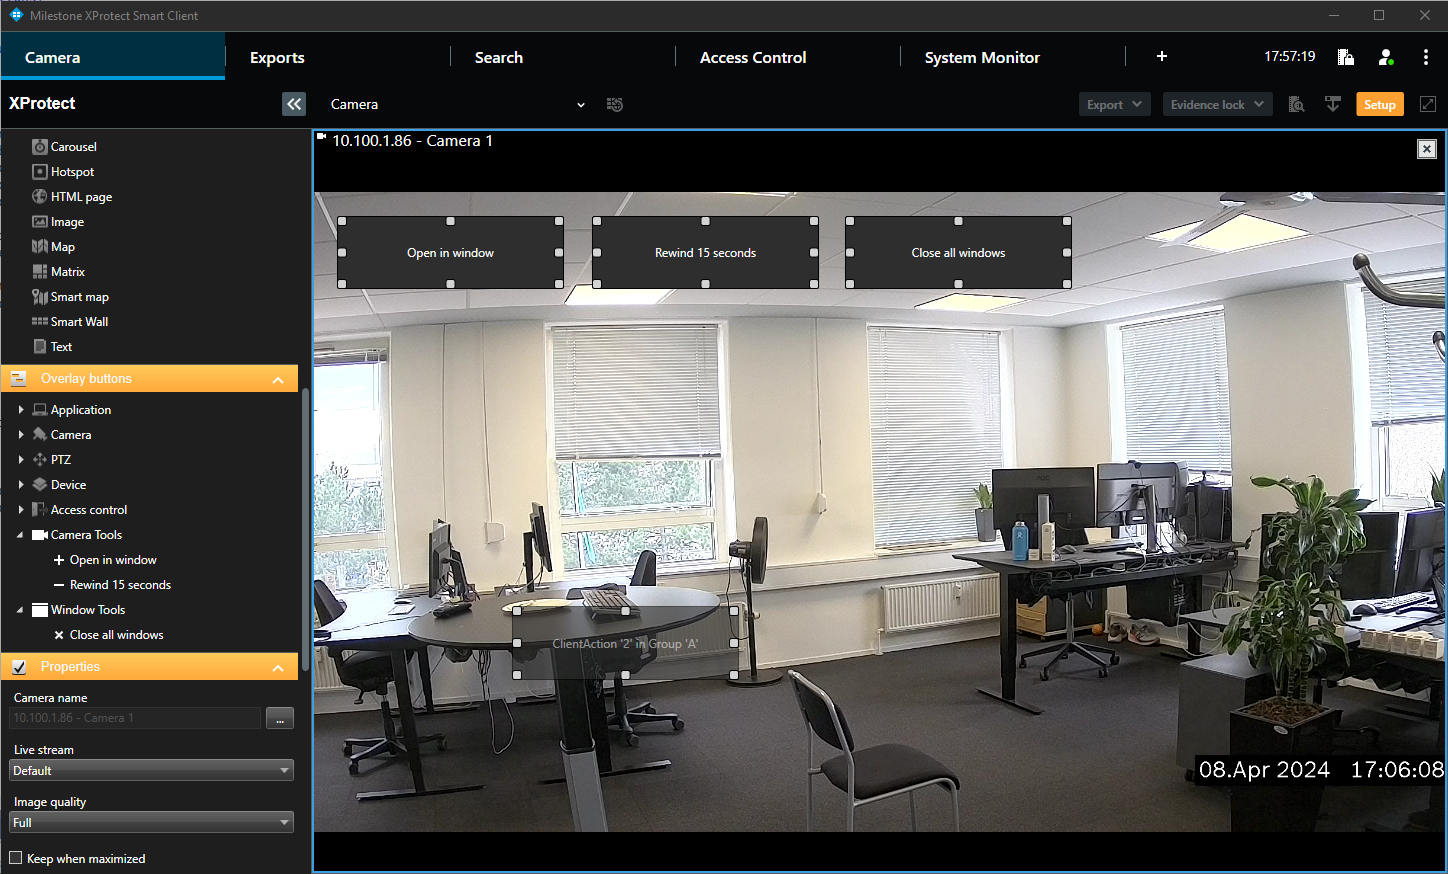 Milestone XProtect Smart Client
Camera
Exports
Search
Access Control
System Monitor
17:57:19
XProtect
Camera
Export
Evidence lock
Setup
Carousel
Hotspot
HTML page
Image
Map
Matrix
Smart map
Smart Wall
Text
Overlay buttons
Application
Camera
PTZ
Device
Access control
Camera Tools
Open in window
Rewind 15 seconds
Window Tools
Close all windows
Properties
Camera name
10.100.1.86 - Camera 1
...
Live stream
Default
Image quality
Full
Keep when maximized
10.100.1.86 - Camera 1
Open in window
Rewind 15 seconds
Close all windows
ClientAction '2' in Group 'A'
08.Apr 2024 17:06:08